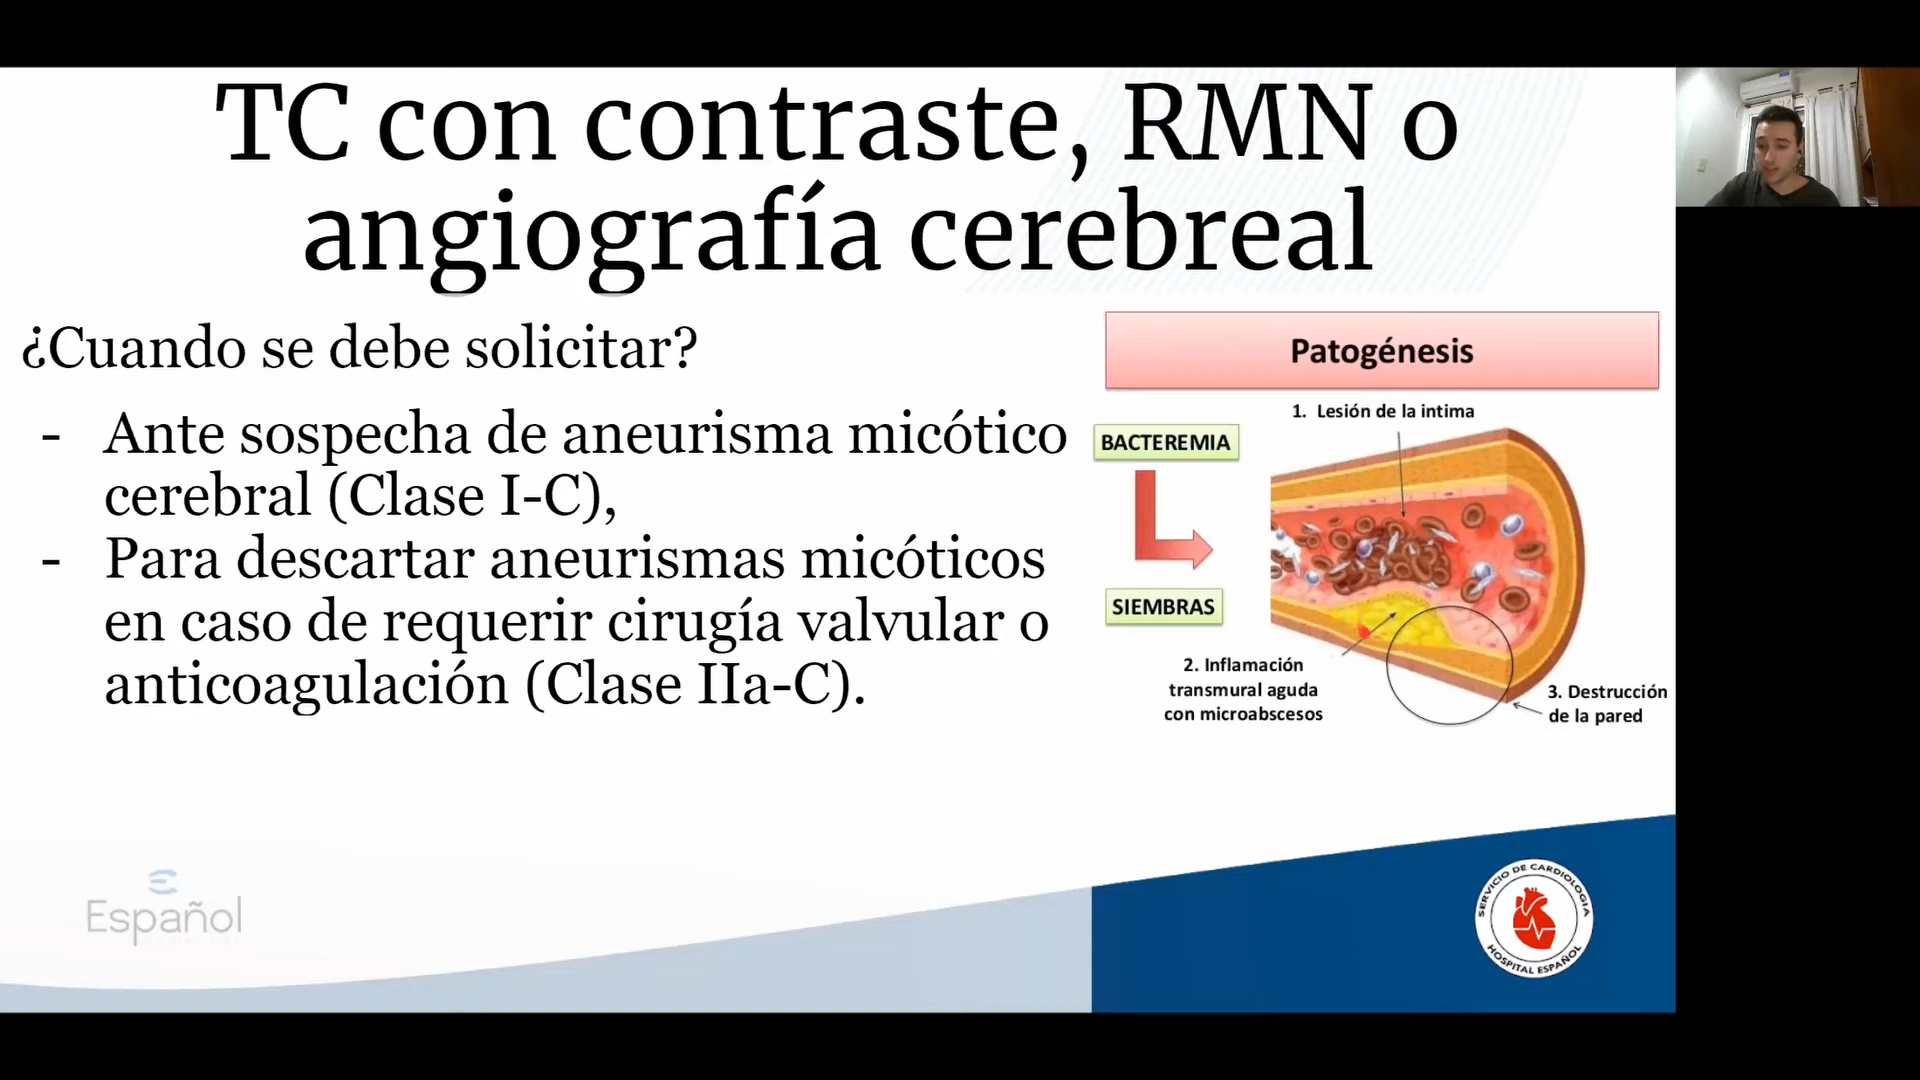 TC con contraste, RMN o
angiografía cerebreal
¿Cuando se debe solicitar?
- Ante sospecha de aneurisma micótico
cerebral (Clase I-C),
- Para descartar aneurismas micóticos
en caso de requerir cirugía valvular o
anticoagulación (Clase IIa-C).
Patogénesis
1. Lesión de la intima
BACTEREMIA
SIEMBRAS
2. Inflamación
transmural aguda
con microabscesos
3. Destrucción
de la pared
Español
SERVICIO DE CARDIOLOGIA
HOSPITAL ESPAÑOL